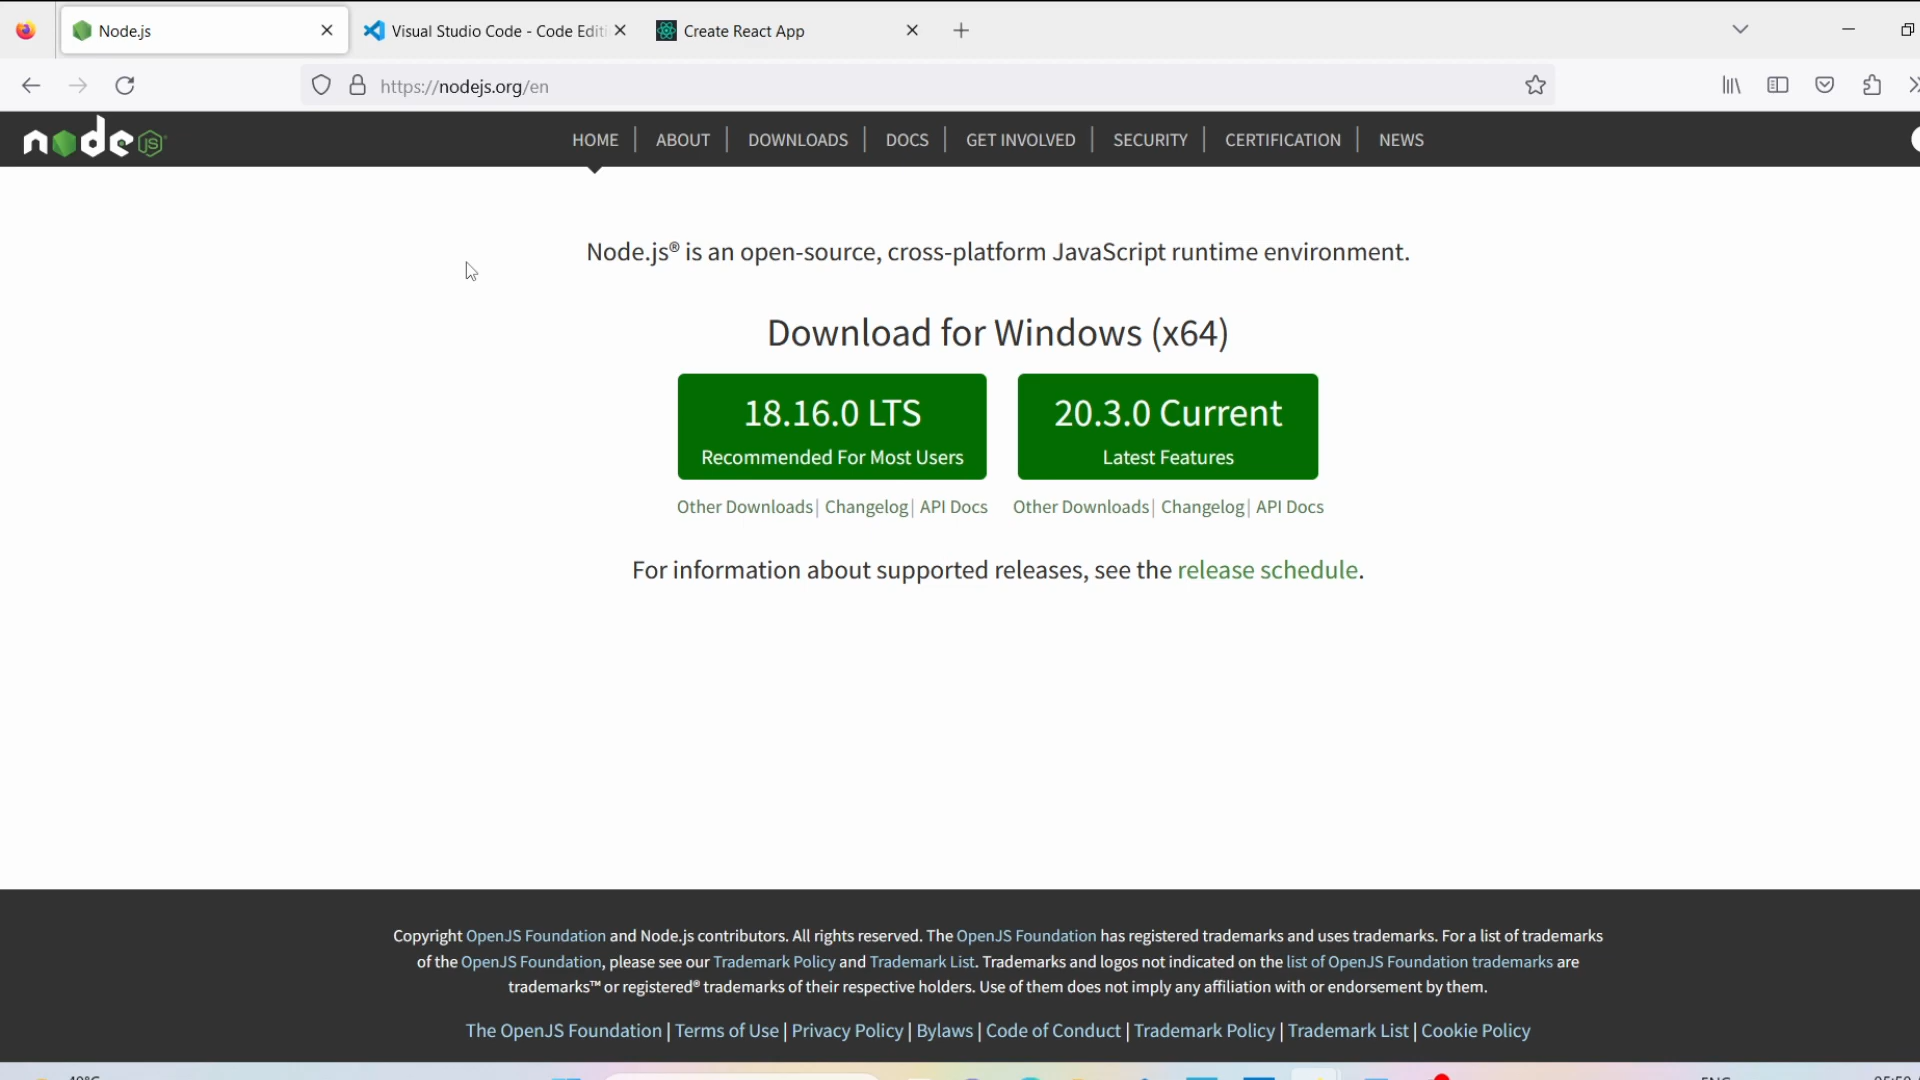 Node.js
Visual Studio Code - Code Editi
Create React App
https://nodejs.org/en
node JS
HOME
ABOUT
DOWNLOADS
DOCS
GET INVOLVED
SECURITY
CERTIFICATION
NEWS
Node.js® is an open-source, cross-platform JavaScript runtime environment.
Download for Windows (x64)
18.16.0 LTS
Recommended For Most Users
20.3.0 Current
Latest Features
Other Downloads| Changelog| API Docs
Other Downloads| Changelog| API Docs
For information about supported releases, see the release schedule.
Copyright OpenJS Foundation and Node.js contributors. All rights reserved. The OpenJS Foundation has registered trademarks and uses trademarks. For a list of trademarks
of the OpenJS Foundation, please see our Trademark Policy and Trademark List. Trademarks and logos not indicated on the list of OpenJS Foundation trademarks are
trademarks™ or registered® trademarks of their respective holders. Use of them does not imply any affiliation with or endorsement by them.
The OpenJS Foundation | Terms of Use | Privacy Policy | Bylaws | Code of Conduct | Trademark Policy | Trademark List | Cookie Policy